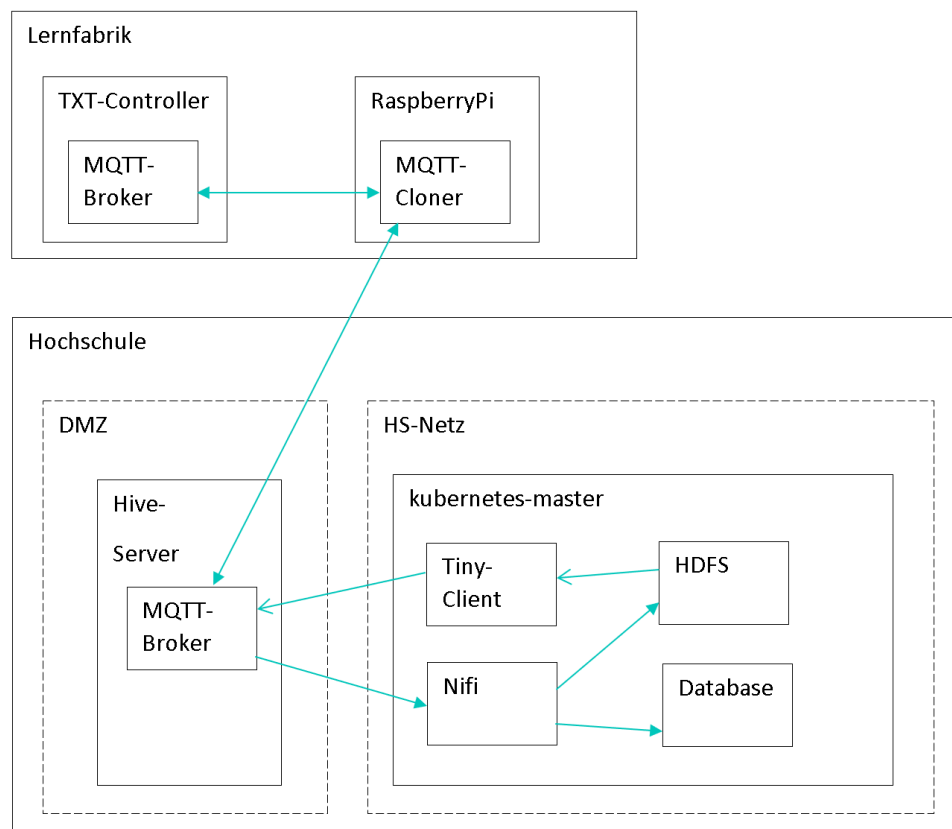 Lernfabrik
TXT-Controller
MQTT-
Broker
RaspberryPi
MQTT-
Cloner
Hochschule
DMZ
Hive-
Server
MQTT-
Broker
HS-Netz
kubernetes-master
Tiny-
Client
HDFS
Nifi
Database